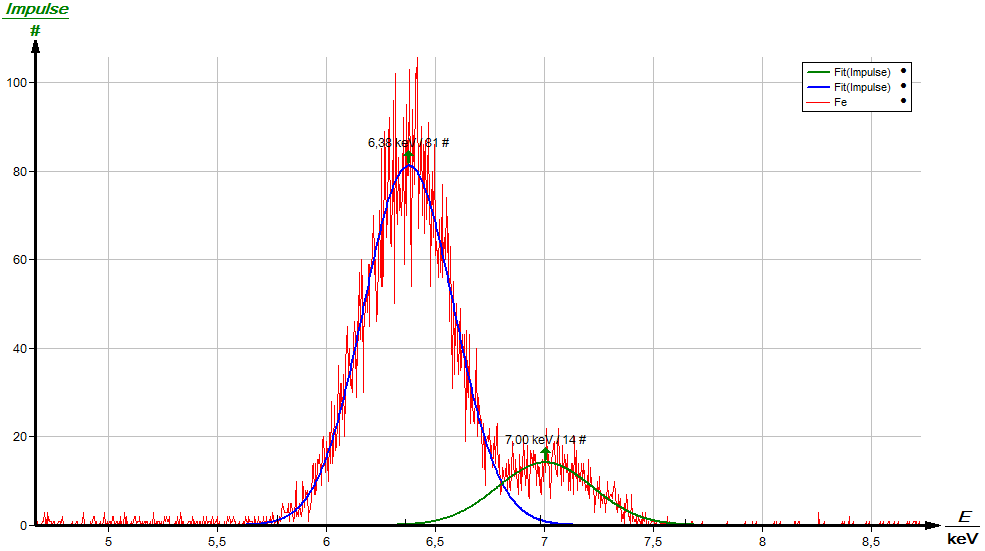 Impulse
#
Fit(Impulse)
Fit(Impulse)
Fe
100
80
60
40
20
0
6,38 keV / 81 #
7,00 keV / 14 #
5
5,5
6
6,5
7
7,5
8
8,5
E
keV